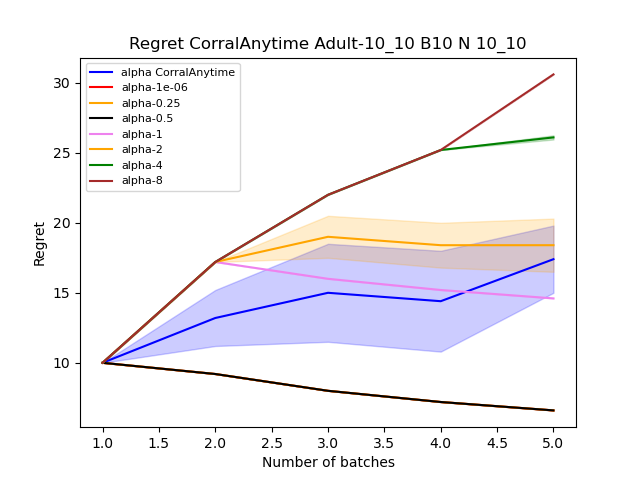 Regret CorralAnytime Adult-10_10 B10 N 10_10
alpha CorralAnytime
alpha-1e-06
alpha-0.25
alpha-0.5
alpha-1
alpha-2
alpha-4
alpha-8
30
25
20
15
10
Regret
1.0 1.5 2.0 2.5 3.0 3.5 4.0 4.5 5.0
Number of batches